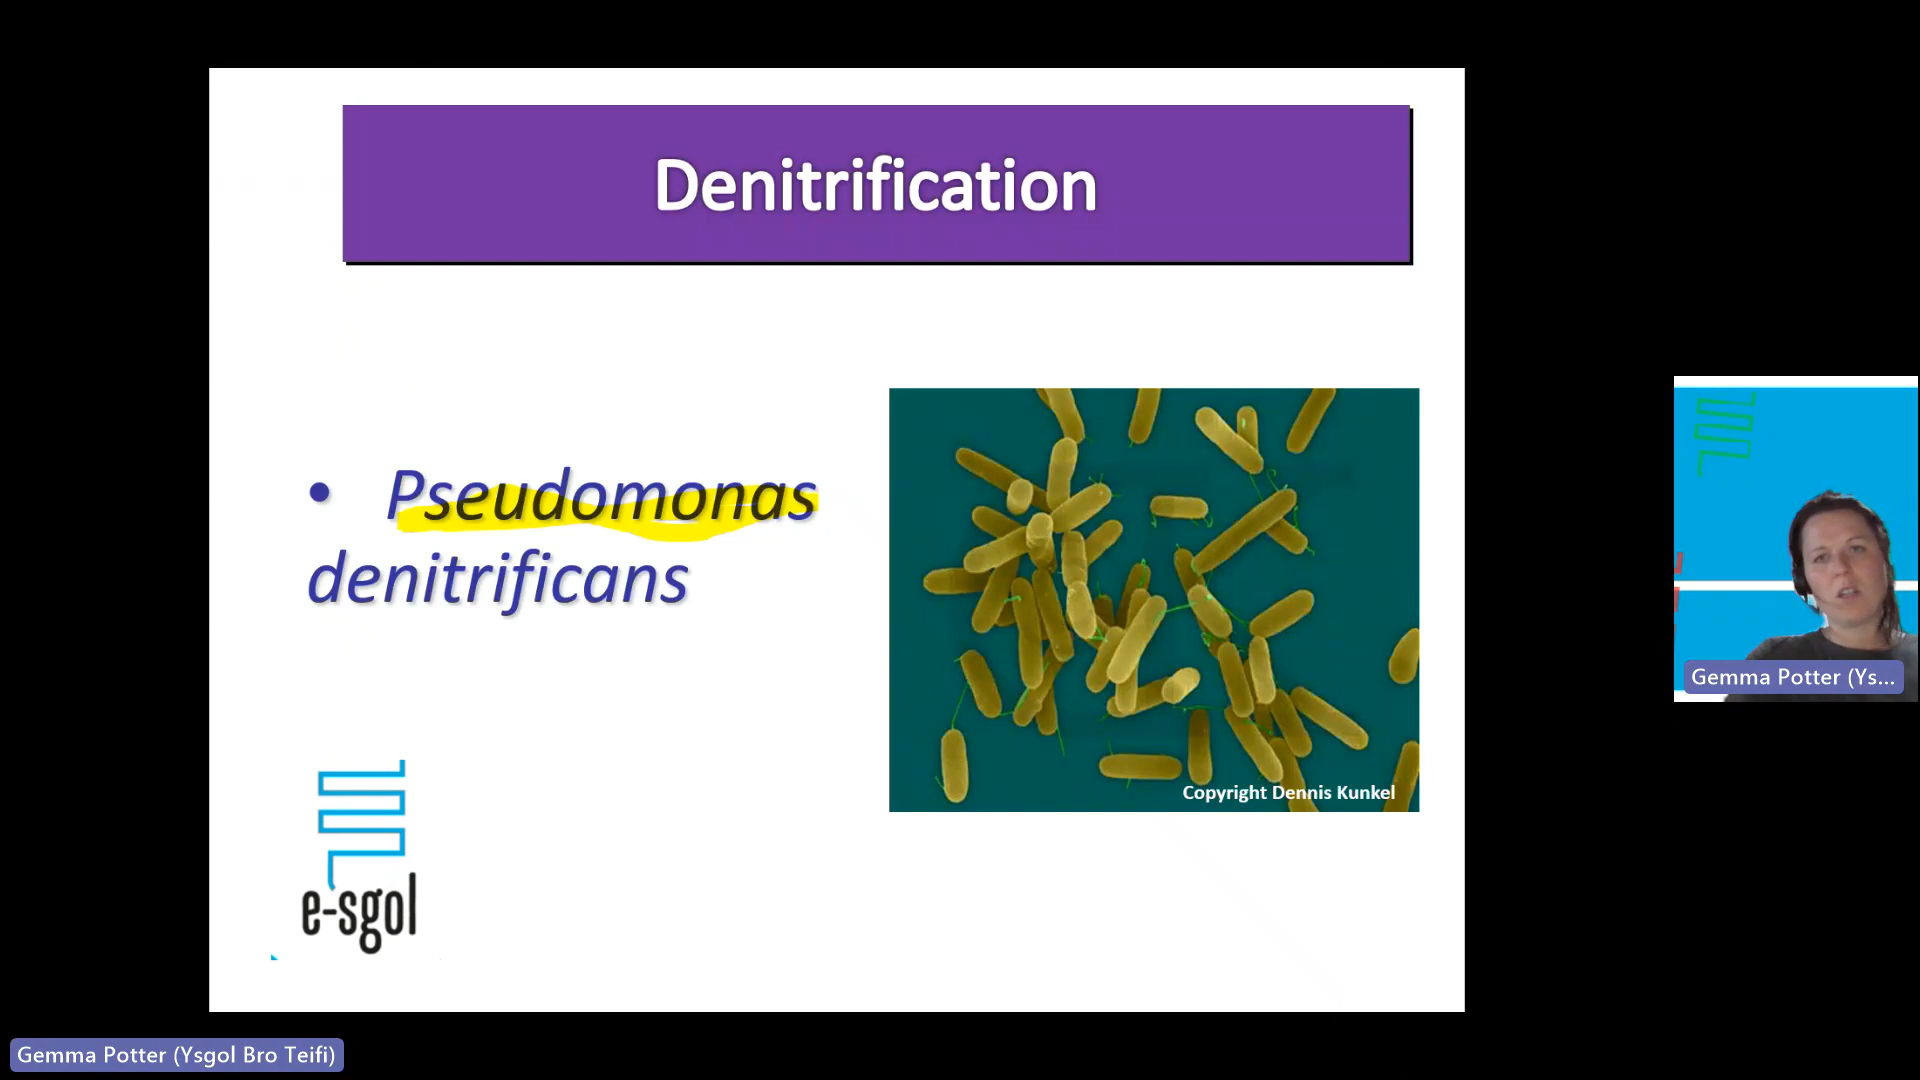 Denitrification
• Pseudomonas
denitrificans
Copyright Dennis Kunkel
e-sgol
Gemma Potter (Ys...
Gemma Potter (Ysgol Bro Teifi)